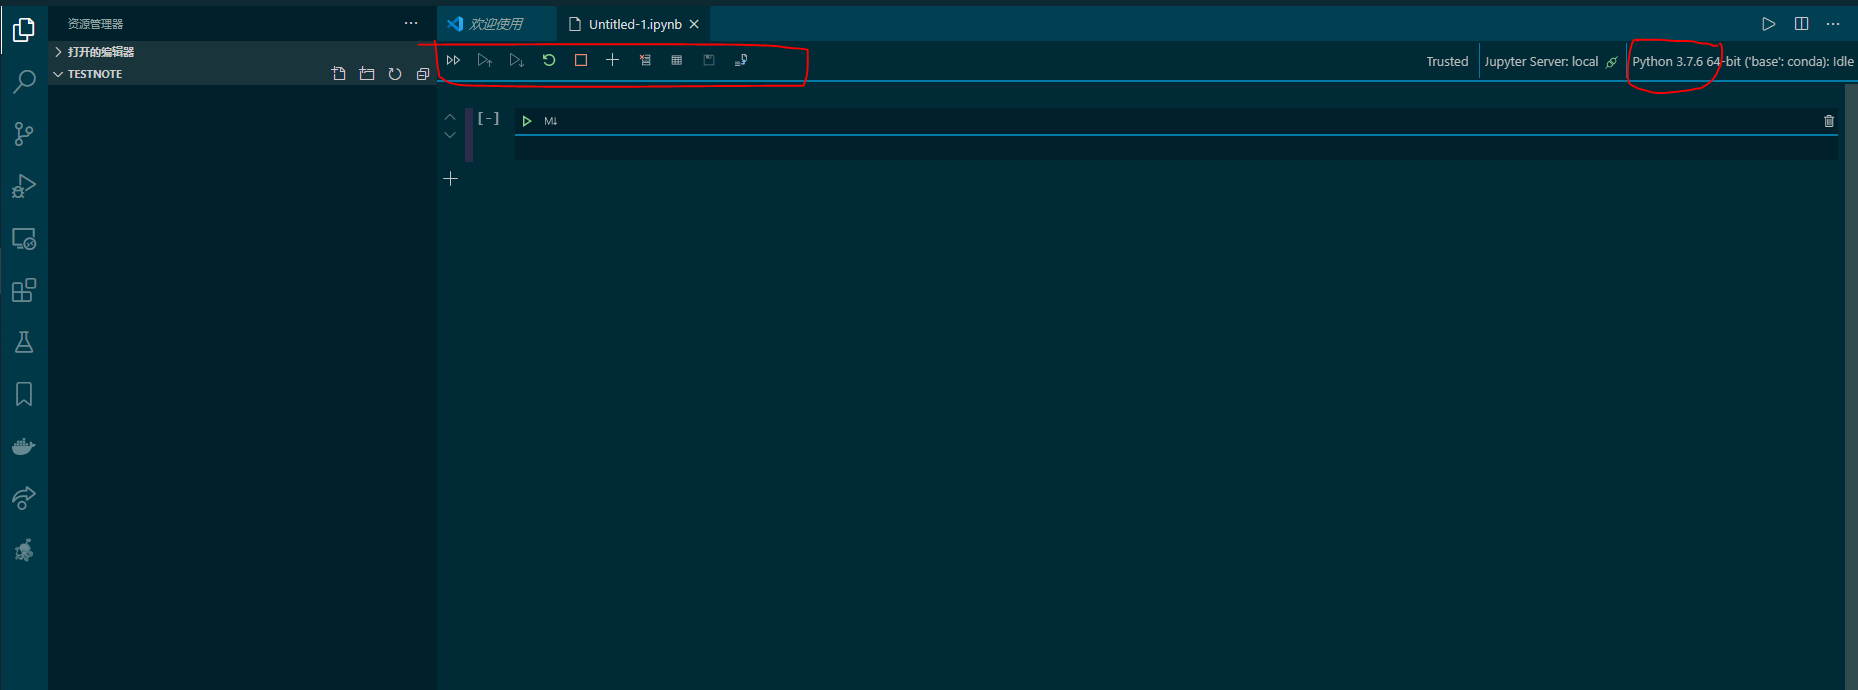 资源管理器
欢迎使用
Untitled-1.ipynb
打开的编辑器
TESTNOTE
Trusted
Jupyter Server: local
Python 3.7.6 64-bit ('base': conda): Idle
[-]
M↓